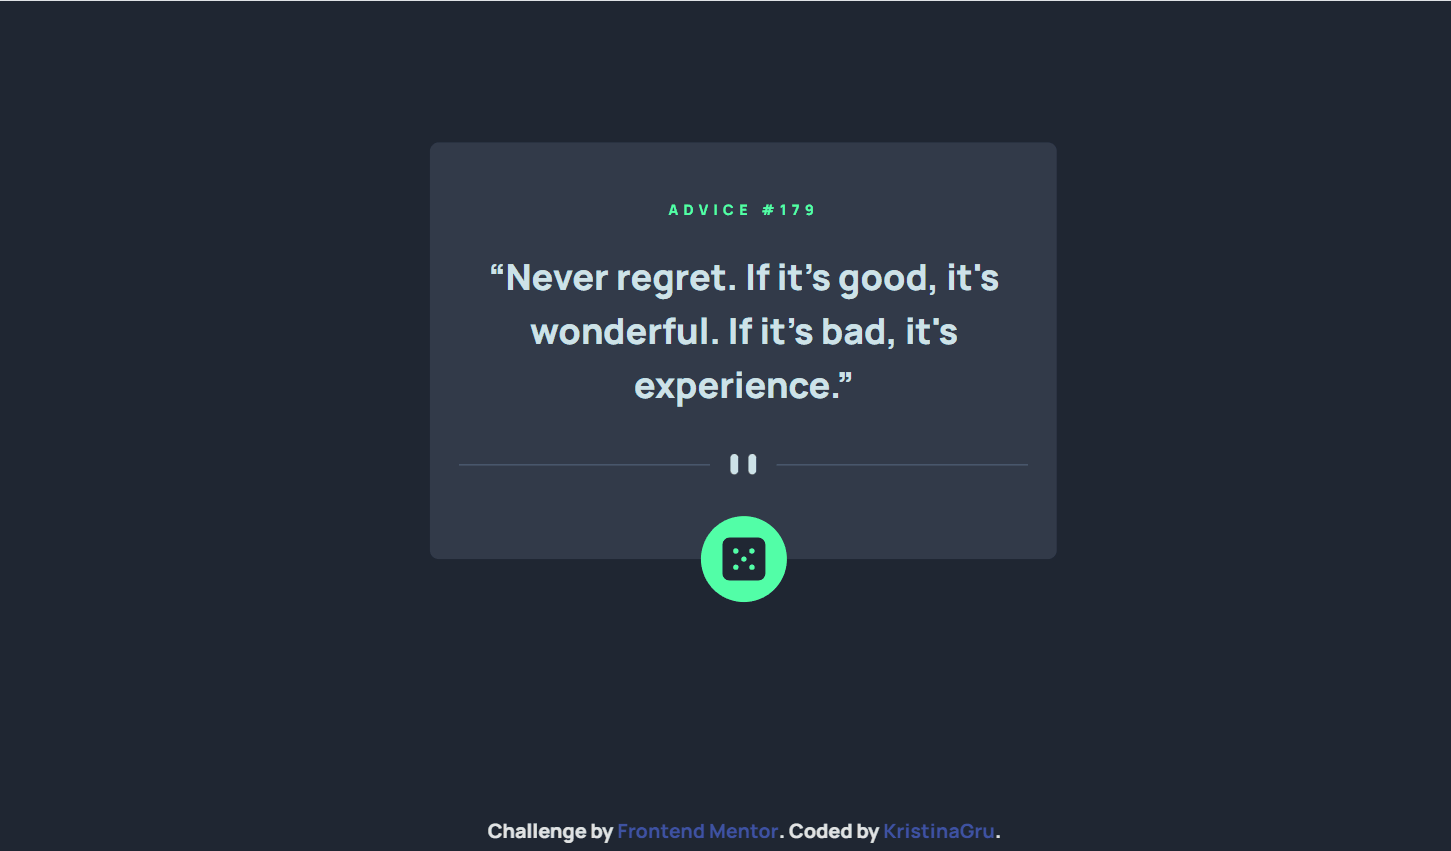 ADVICE #179
“Never regret. If it’s good, it's
wonderful. If it’s bad, it's
experience.”
Challenge by Frontend Mentor. Coded by KristinaGru.